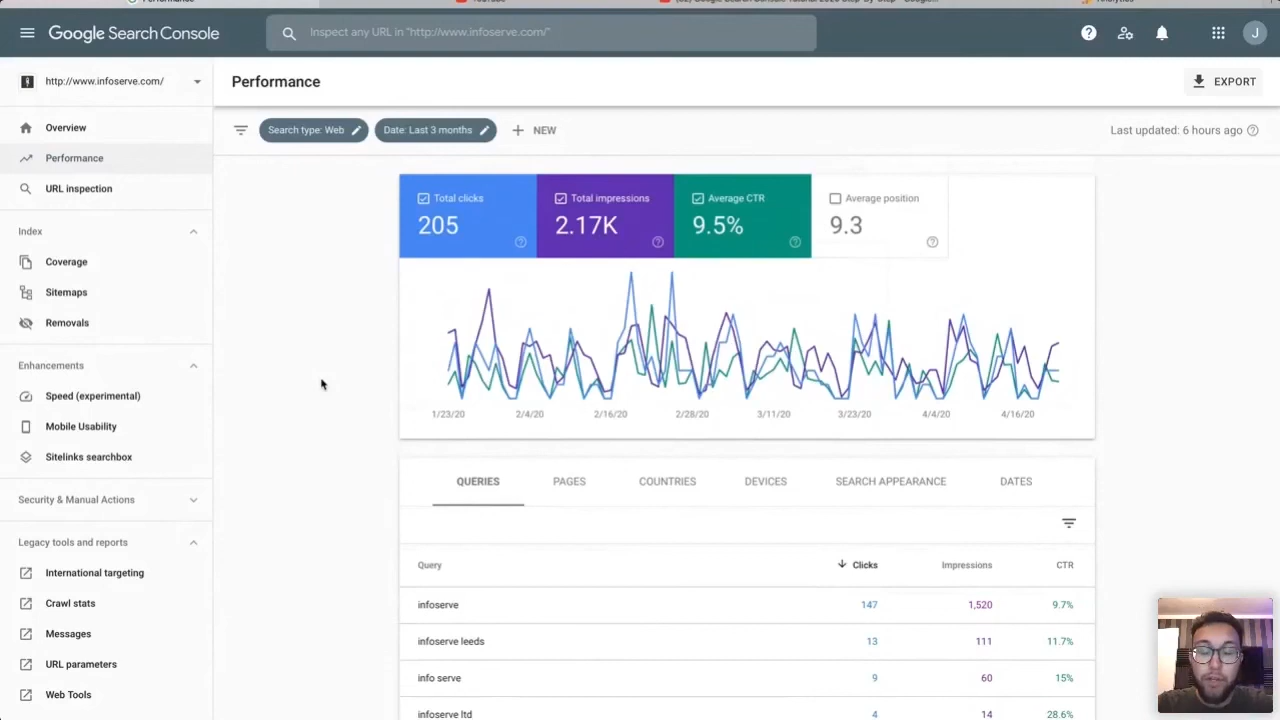 Performance
YouTube
Analytics
Google Search Console
Inspect any URL in "http://www.infoserve.com/"
J
http://www.infoserve.com/
Performance
EXPORT
Overview
Performance
URL inspection
Index
Coverage
Sitemaps
Removals
Enhancements
Speed (experimental)
Mobile Usability
Sitelinks searchbox
Security & Manual Actions
Legacy tools and reports
International targeting
Crawl stats
Messages
URL parameters
Web Tools
Search type: Web
Date: Last 3 months
NEW
Last updated: 6 hours ago
Total clicks
205
Total impressions
2.17K
Average CTR
9.5%
Average position
9.3
1/23/20 2/4/20 2/16/20 2/28/20 3/11/20 3/23/20 4/4/20 4/16/20
QUERIES PAGES COUNTRIES DEVICES SEARCH APPEARANCE DATES
Query Clicks Impressions CTR
infoserve 147 1,520 9.7%
infoserve leeds 13 111 11.7%
info serve 9 60 15%
infoserve ltd 4 14 28.6%